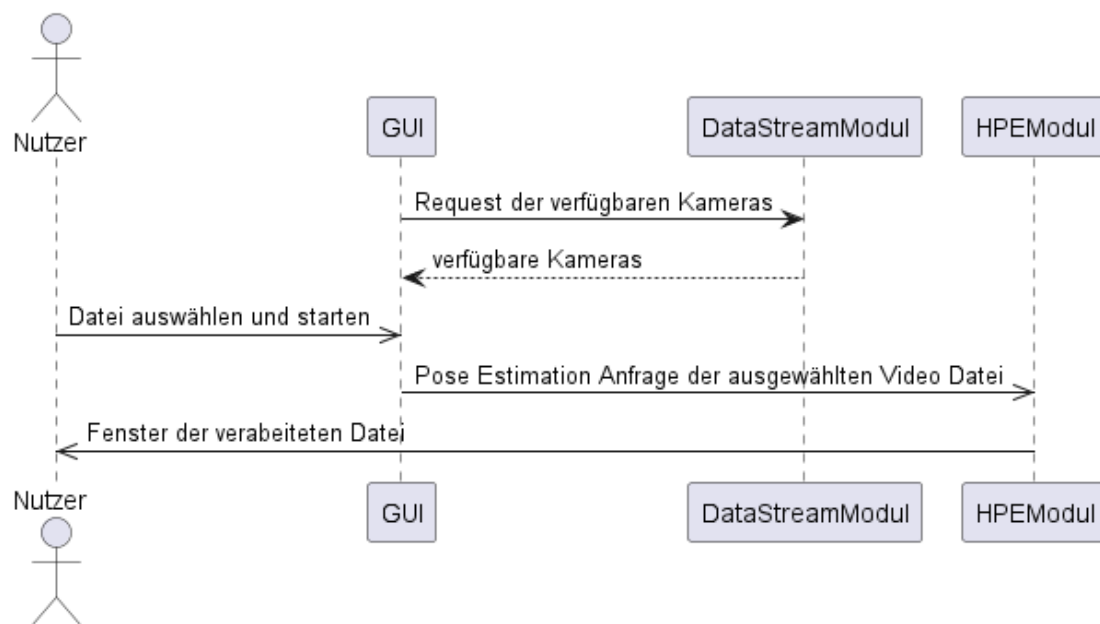 Nutzer
GUI
DataStreamModul
HPEModul
Request der verfügbaren Kameras
verfügbare Kameras
Datei auswählen und starten
Pose Estimation Anfrage der ausgewählten Video Datei
Fenster der verabeiteten Datei
Nutzer
GUI
DataStreamModul
HPEModul